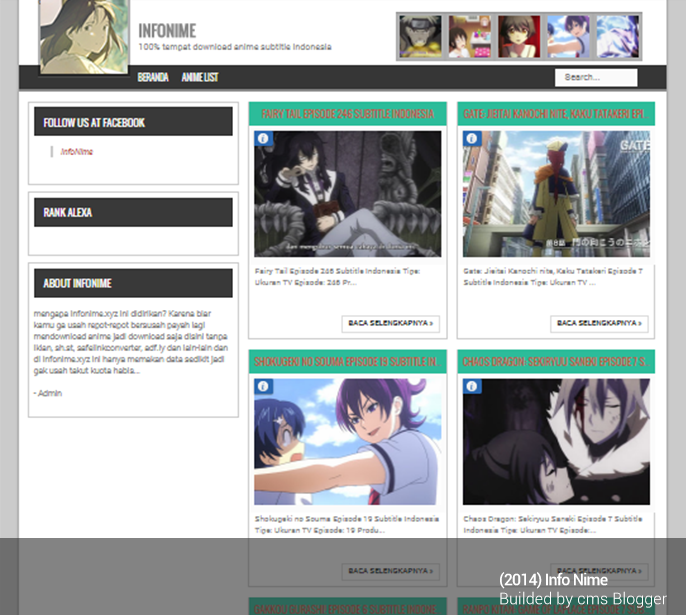 INFONIME
100% tempat download anime subtitle Indonesia
BERANDA ANIME LIST
Search...
FOLLOW US AT FACEBOOK
InfoNime
RANK ALEXA
ABOUT INFONIME
mengapa Infonime.xyz ini didirikan? Karena biar
kamu ga usah repot-repot bersusah payah lagi
mendownload anime jadi download saja disini tanpa
Iklan, sh.st, safelinkconverter, adf.ly dan lain-lain dan
di Infonime.xyz ini hanya memakan data sedikit jadi
gak usah takut kuota habis...
- Admin
FAIRY TAIL EPISODE 246 SUBTITLE INDONESIA
Fairy Tail Episode 246 Subtitle Indonesia Tipe:
Ukuran TV Episode: 246 Pr...
BACA SELENGKAPNYA »
GATE: JIEITAI KANOCHI NITE, KAKU TATAKERI EPI
GATE
Gate: Jieitai Kanochi nite, Kaku Tatakeri Episode 7
Subtitle Indonesia Tipe: Ukuran TV ...
BACA SELENGKAPNYA »
SHOKUGEKI NO SOUMA EPISODE 19 SUBTITLE IN
Shokugeki no Souma Episode 19 Subtitle Indonesia
Tipe: Ukuran TV Episode: 19 Produ...
BACA SELENGKAPNYA »
CHAOS DRAGON: SEKIRYUU SANEKI EPISODE 7 S
Chaos Dragon: Sekiryuu Saneki Episode 7 Subtitle
Indonesia Tipe: Ukuran TV Episode:...
BACA SELENGKAPNYA »
(2014) Info Nime
Builded by cms Blogger